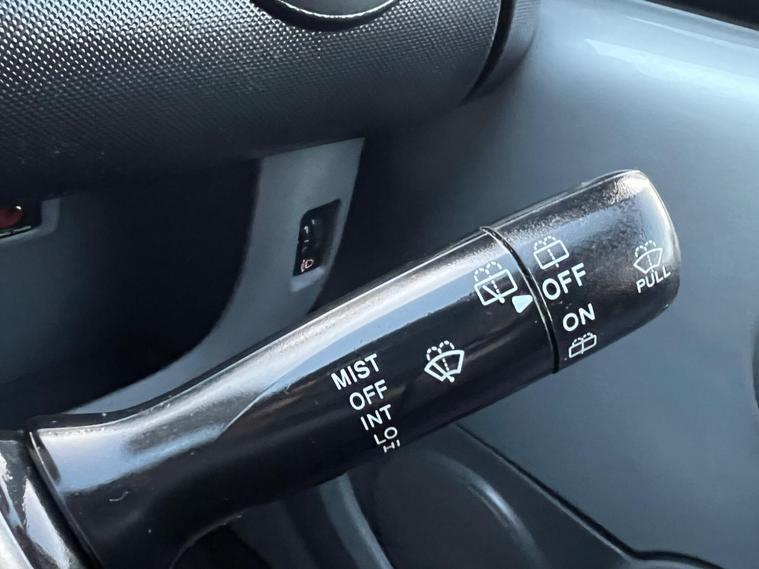 MIST
OFF
INT
LO
HI
OFF
ON
PULL